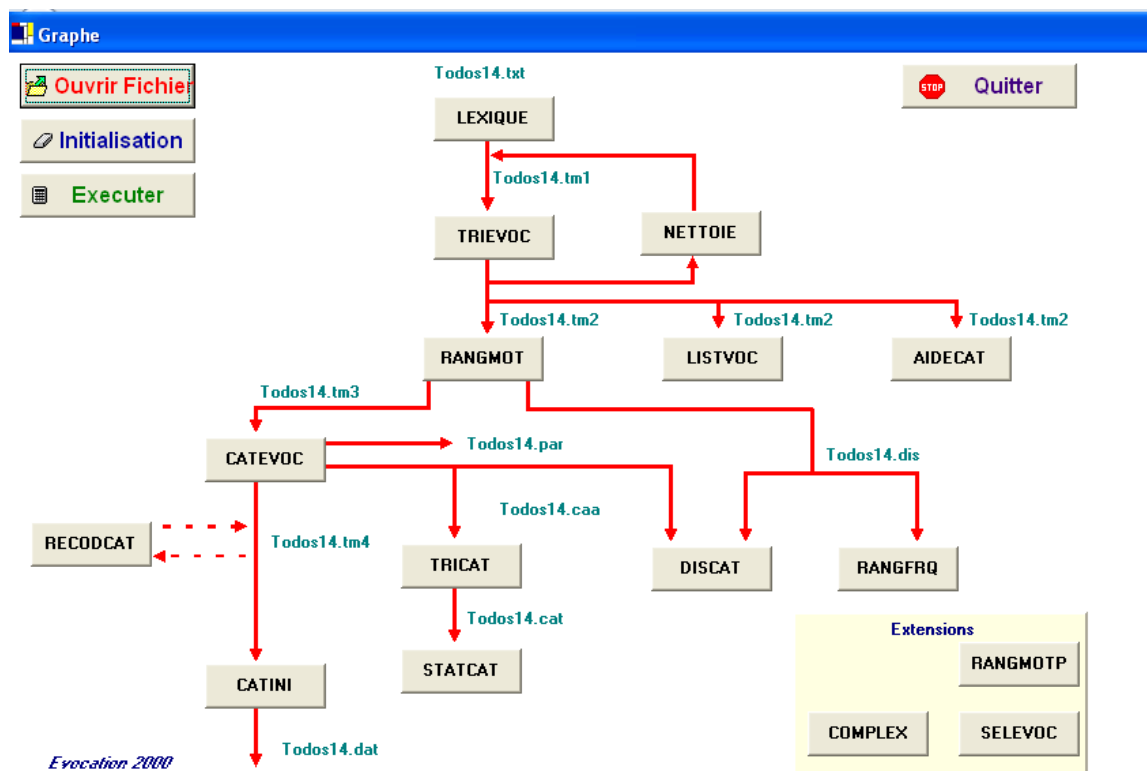 Graphe
Todos14.txt
Ouvrir Fichier
STOP Quitter
LEXIQUE
Initialisation
Todos14.tm1
Executer
TRIEVOC
NETTOIE
Todos14.tm2
Todos14.tm2
Todos14.tm2
RANGMOT
LISTVOC
AIDECAT
Todos14.tm3
CATEVOC
Todos14.par
Todos14.dis
Todos14.caa
RECODCAT
Todos14.tm4
TRICAT
DISCAT
RANGFRQ
Todos14.cat
Extensions
RANGMOTP
STATCAT
CATINI
COMPLEX
SELEVOC
Todos14.dat
Evocation 2000